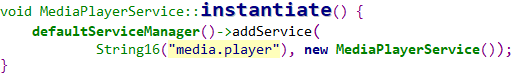 void MediaPlayerService::instantiate() {
    defaultServiceManager()->addService(
            String16("media.player"), new MediaPlayerService());
}